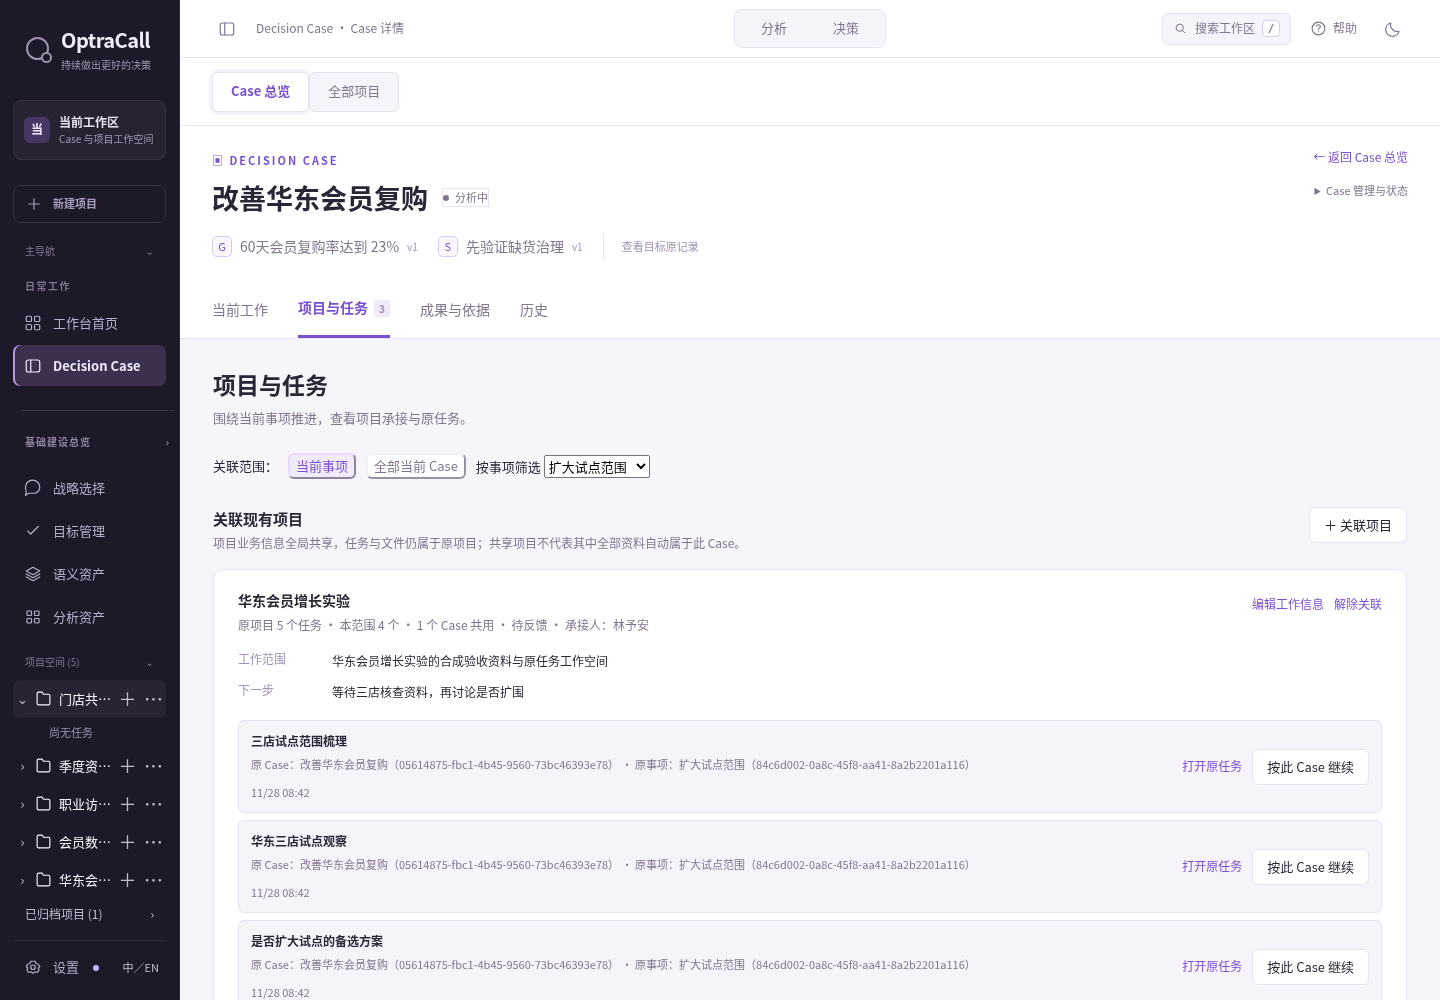 OptraCall
持续做出更好的决策
当 当前工作区
Case 与项目工作空间
新建项目
主导航
日常工作
工作台首页
Decision Case
基础建设总览
战略选择
目标管理
语义资产
分析资产
项目空间 (5)
门店共…
尚无任务
季度资…
职业访…
会员数…
华东会…
已归档项目 (1)
设置 中／EN
Decision Case · Case 详情
分析 决策
搜索工作区 /
帮助
Case 总览 全部项目
DECISION CASE
← 返回 Case 总览
改善华东会员复购 分析中
▶ Case 管理与状态
G 60天会员复购率达到 23% v1 S 先验证缺货治理 v1 查看目标原记录
当前工作 项目与任务 3 成果与依据 历史
项目与任务
围绕当前事项推进，查看项目承接与原任务。
关联范围： 当前事项 全部当前 Case 按事项筛选 扩大试点范围
关联现有项目
项目业务信息全局共享，任务与文件仍属于原项目；共享项目不代表其中全部资料自动属于此 Case。
＋ 关联项目
华东会员增长实验
编辑工作信息 解除关联
原项目 5 个任务 · 本范围 4 个 · 1 个 Case 共用 · 待反馈 · 承接人：林予安
工作范围 华东会员增长实验的合成验收资料与原任务工作空间
下一步 等待三店核查资料，再讨论是否扩围
三店试点范围梳理
原 Case：改善华东会员复购（05614875-fbc1-4b45-9560-73bc46393e78） · 原事项：扩大试点范围（84c6d002-0a8c-45f8-aa41-8a2b2201a116）
11/28 08:42
打开原任务 按此 Case 继续
华东三店试点观察
原 Case：改善华东会员复购（05614875-fbc1-4b45-9560-73bc46393e78） · 原事项：扩大试点范围（84c6d002-0a8c-45f8-aa41-8a2b2201a116）
11/28 08:42
打开原任务 按此 Case 继续
是否扩大试点的备选方案
原 Case：改善华东会员复购（05614875-fbc1-4b45-9560-73bc46393e78） · 原事项：扩大试点范围（84c6d002-0a8c-45f8-aa41-8a2b2201a116）
11/28 08:42
打开原任务 按此 Case 继续